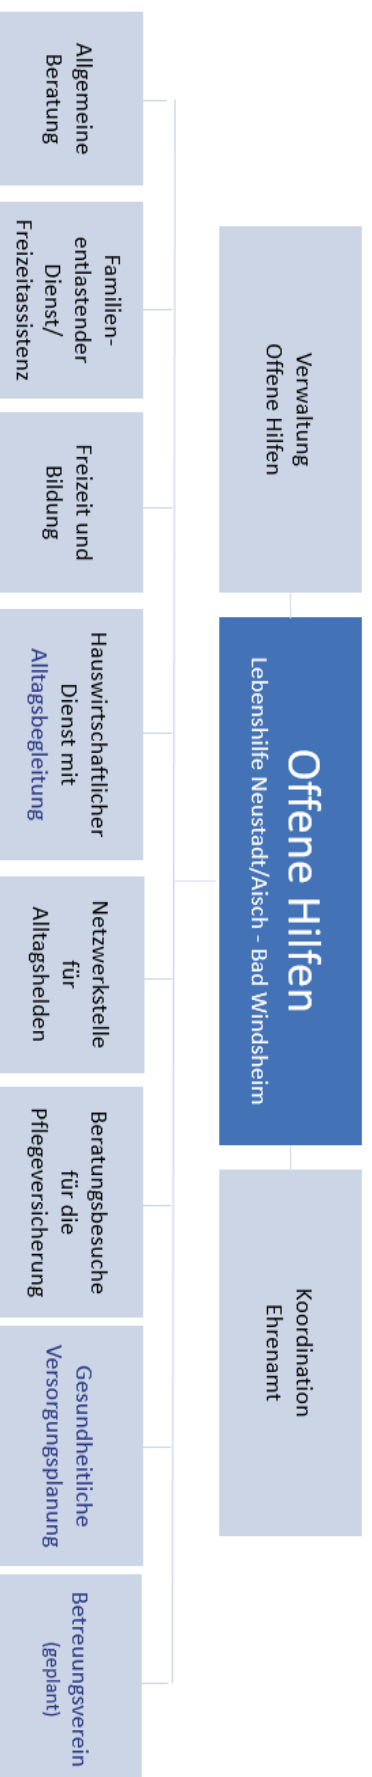 Verwaltung
Offene Hilfen
Offene Hilfen
Lebenshilfe Neustadt/Aisch - Bad Windsheim
Koordination
Ehrenamt
Allgemeine
Beratung
Familien-
entlastender
Dienst/
Freizeitassistenz
Freizeit und
Bildung
Hauswirtschaftlicher
Dienst mit
Alltagsbegleitung
Netzwerkstelle
für
Alltagshelden
Beratungsbesuche
für die
Pflegeversicherung
Gesundheitliche
Versorgungsplanung
Betreuungsverein
(geplant)